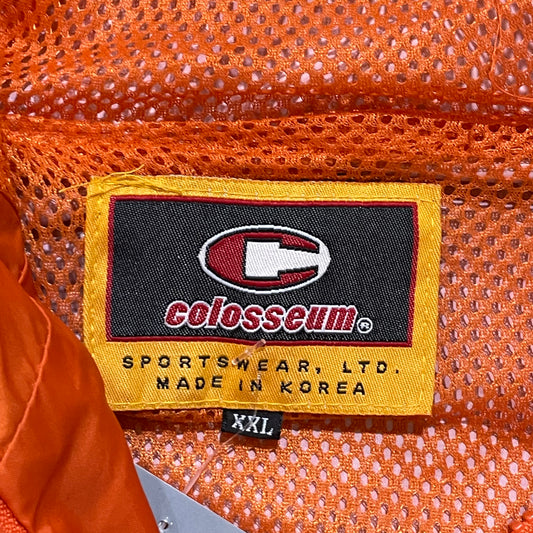 colosseum®
SPORTSWEAR, LTD.
MADE IN KOREA
XXL